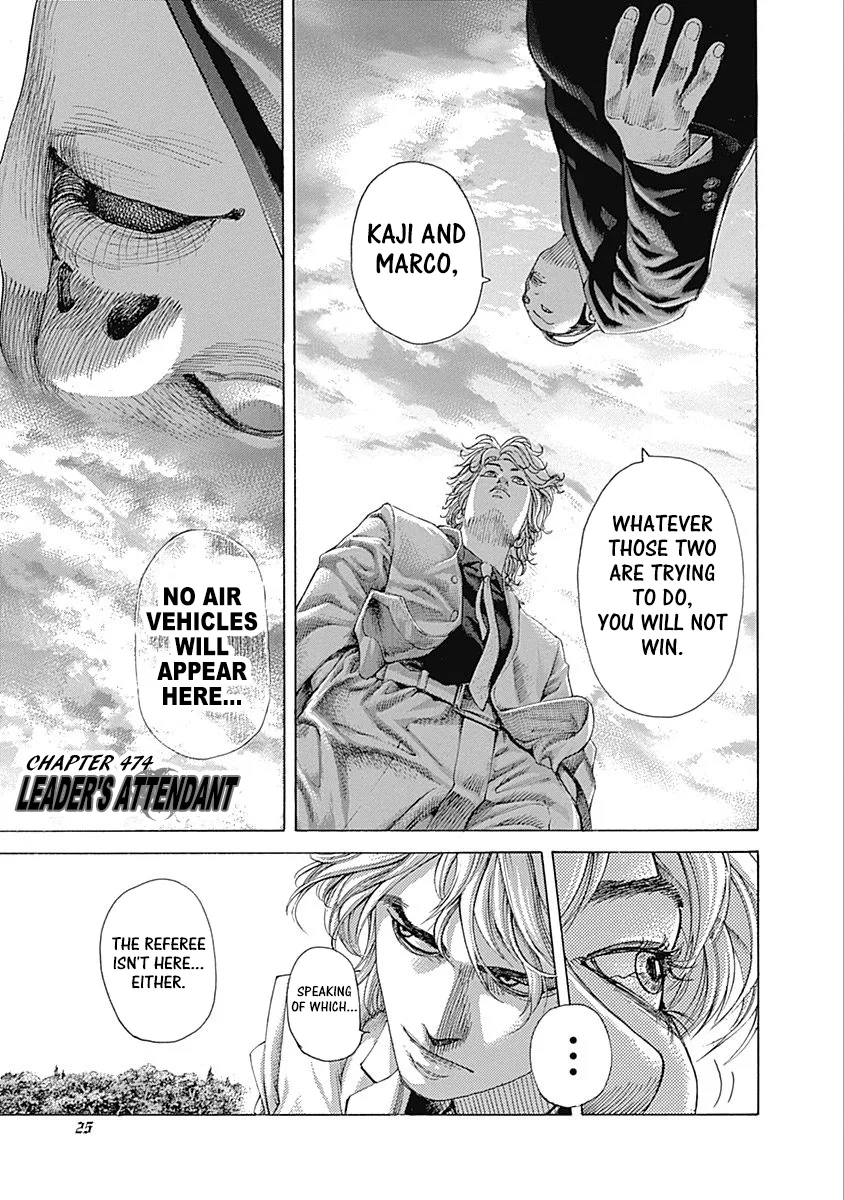 KAJI AND
MARCO,
WHATEVER
THOSE TWO
ARE TRYING
TO DO,
YOU WILL NOT
WIN.
NO AIR
VEHICLES
WILL
APPEAR
HERE...
CHAPTER 474
LEADER'S ATTENDANT
...
SPEAKING
OF WHICH...
THE REFEREE
ISN'T HERE...
EITHER.
25